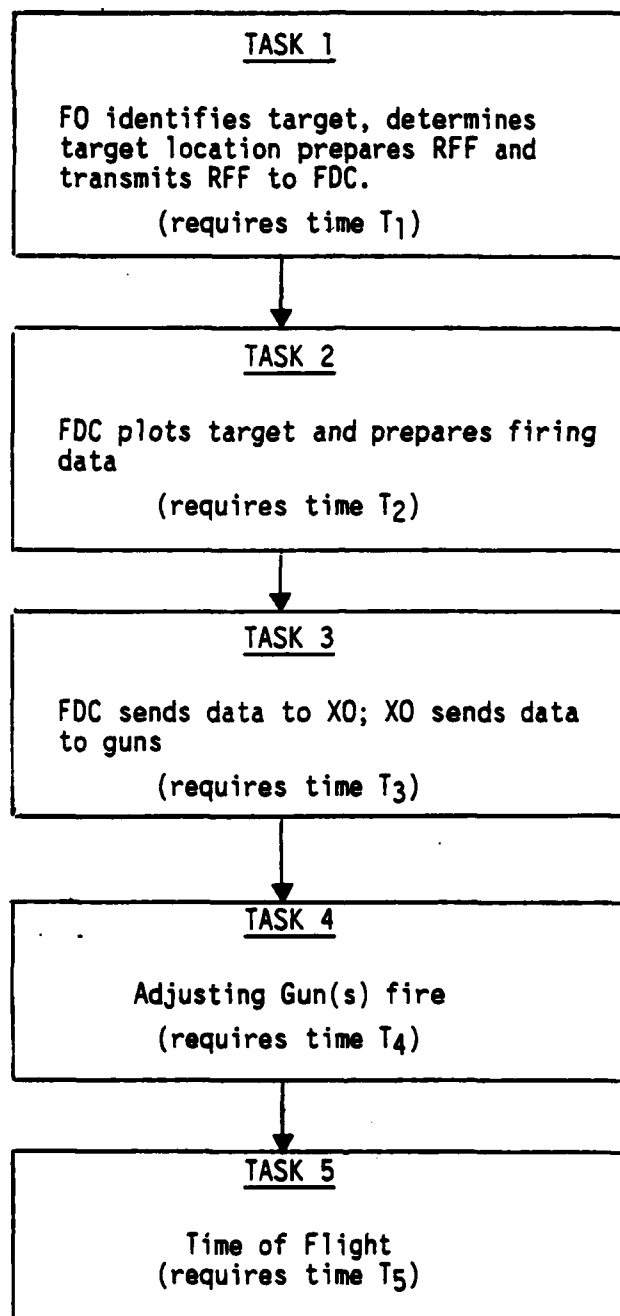 TASK 1
FO identifies target, determines
target location prepares RFF and
transmits RFF to FDC.
(requires time T1)
TASK 2
FDC plots target and prepares firing
data
(requires time T2)
TASK 3
FDC sends data to XO; XO sends data
to guns
(requires time T3)
TASK 4
Adjusting Gun(s) fire
(requires time T4)
TASK 5
Time of Flight
(requires time T5)